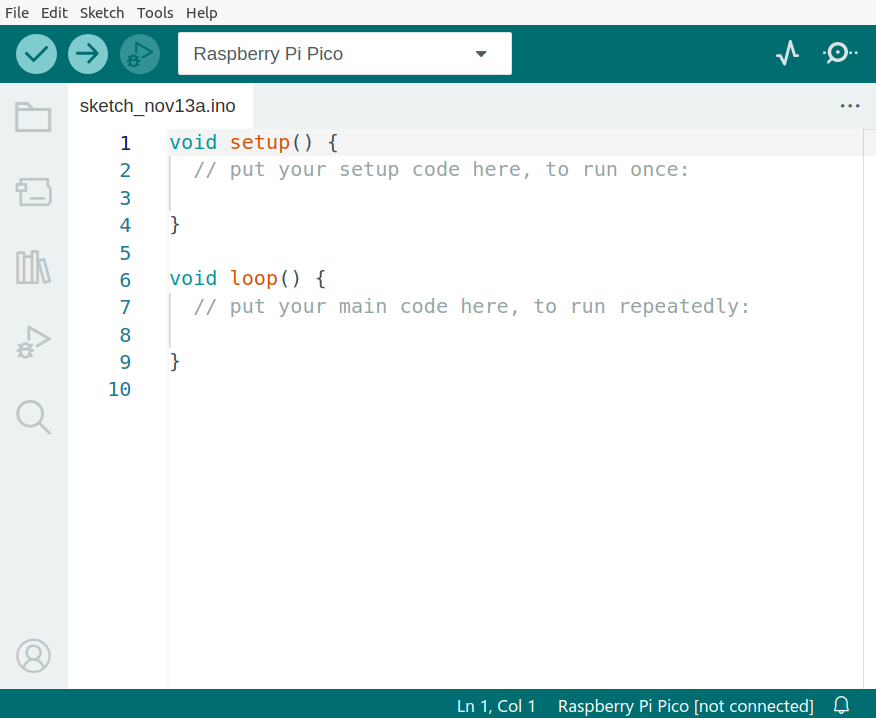 File Edit Sketch Tools Help
Raspberry Pi Pico
sketch_nov13a.ino
1 void setup() {
2   // put your setup code here, to run once:
3
4 }
5
6 void loop() {
7   // put your main code here, to run repeatedly:
8
9 }
10
Ln 1, Col 1 Raspberry Pi Pico [not connected]